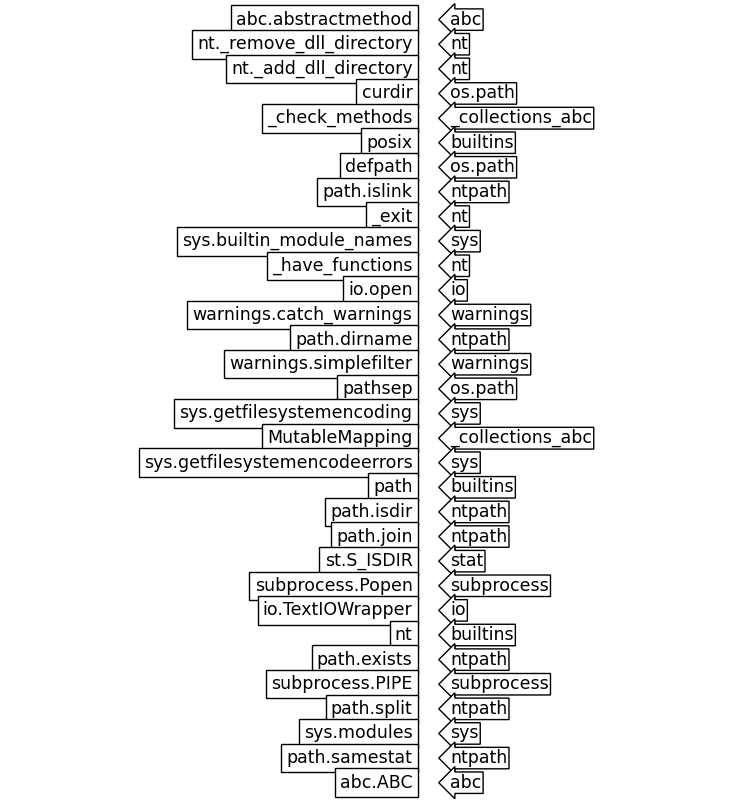 abc.abstractmethod abc
nt._remove_dll_directory nt
nt._add_dll_directory nt
curdir os.path
_check_methods _collections_abc
posix builtins
defpath os.path
path.islink ntpath
_exit nt
sys.builtin_module_names sys
_have_functions nt
io.open io
warnings.catch_warnings warnings
path.dirname ntpath
warnings.simplefilter warnings
pathsep os.path
sys.getfilesystemencoding sys
MutableMapping _collections_abc
sys.getfilesystemencodeerrors sys
path builtins
path.isdir ntpath
path.join ntpath
st.S_ISDIR stat
subprocess.Popen subprocess
io.TextIOWrapper io
nt builtins
path.exists ntpath
subprocess.PIPE subprocess
path.split ntpath
sys.modules sys
path.samestat ntpath
abc.ABC abc